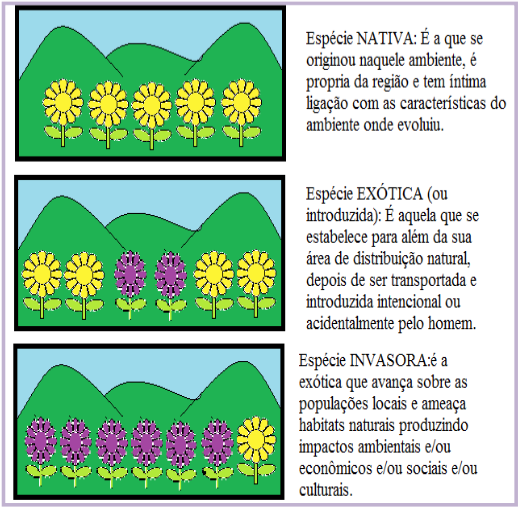 Espécie NATIVA: É a que se
originou naquele ambiente, é
propria da região e tem íntima
ligação com as características do
ambiente onde evoluiu.
Espécie EXÓTICA (ou
introduzida): É aquela que se
estabelece para além da sua
área de distribuição natural,
depois de ser transportada e
introduzida intencional ou
acidentalmente pelo homem.
Espécie INVASORA:é a
exótica que avança sobre as
populações locais e ameaça
habitats naturais produzindo
impactos ambientais e/ou
econômicos e/ou sociais e/ou
culturais.